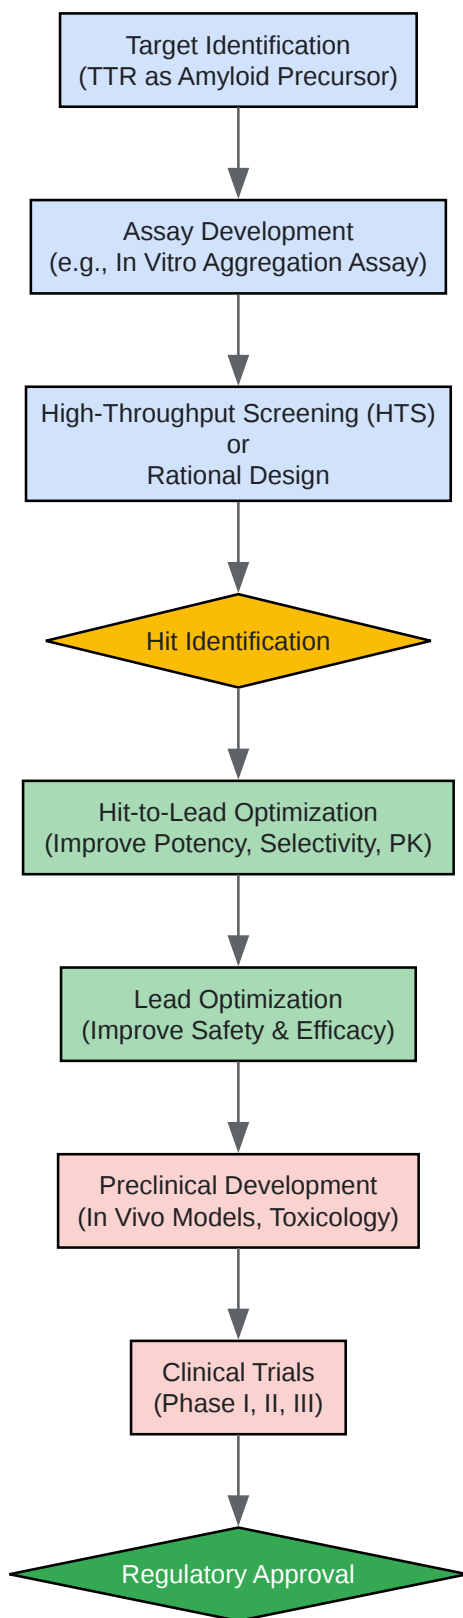 Target Identification
(TTR as Amyloid Precursor)
Assay Development
(e.g., In Vitro Aggregation Assay)
High-Throughput Screening (HTS)
or
Rational Design
Hit Identification
Hit-to-Lead Optimization
(Improve Potency, Selectivity, PK)
Lead Optimization
(Improve Safety & Efficacy)
Preclinical Development
(In Vivo Models, Toxicology)
Clinical Trials
(Phase I, II, III)
Regulatory Approval